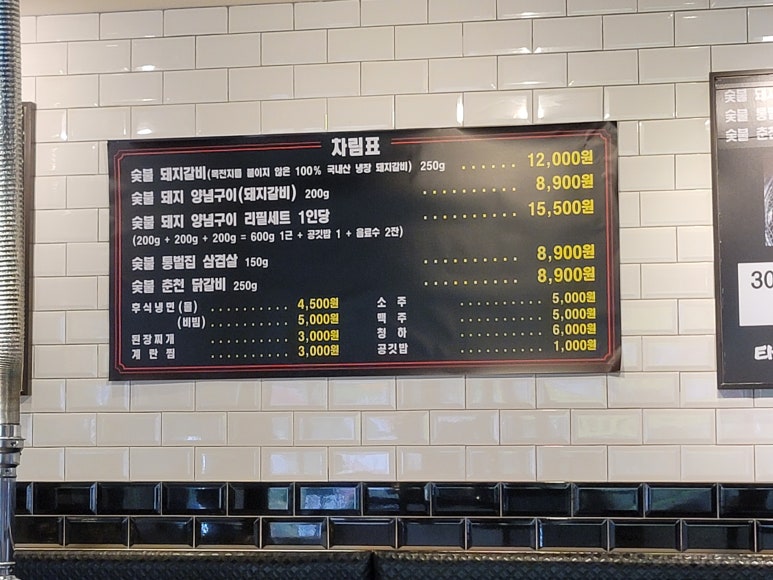 차림표
숯불 돼지갈비(목전지를 붙이지 않은 100% 국내산 냉장 돼지갈비) 250g ...... 12,000원
숯불 돼지 양념구이(돼지갈비) 200g .......... 8,900원
숯불 돼지 양념구이 리필세트 1인당 .......... 15,500원
(200g + 200g + 200g = 600g 1근 + 공깃밥 1 + 음료수 2잔)
숯불 통벌집 삼겹살 150g .......... 8,900원
숯불 춘천 닭갈비 250g .......... 8,900원
후식냉면(물) .......... 4,500원
(비빔) .......... 5,000원
된장찌개 .......... 3,000원
계란찜 .......... 3,000원
소주 .......... 5,000원
맥주 .......... 5,000원
청하 .......... 6,000원
공깃밥 .......... 1,000원
숯불
숯불
숯불 춘
30